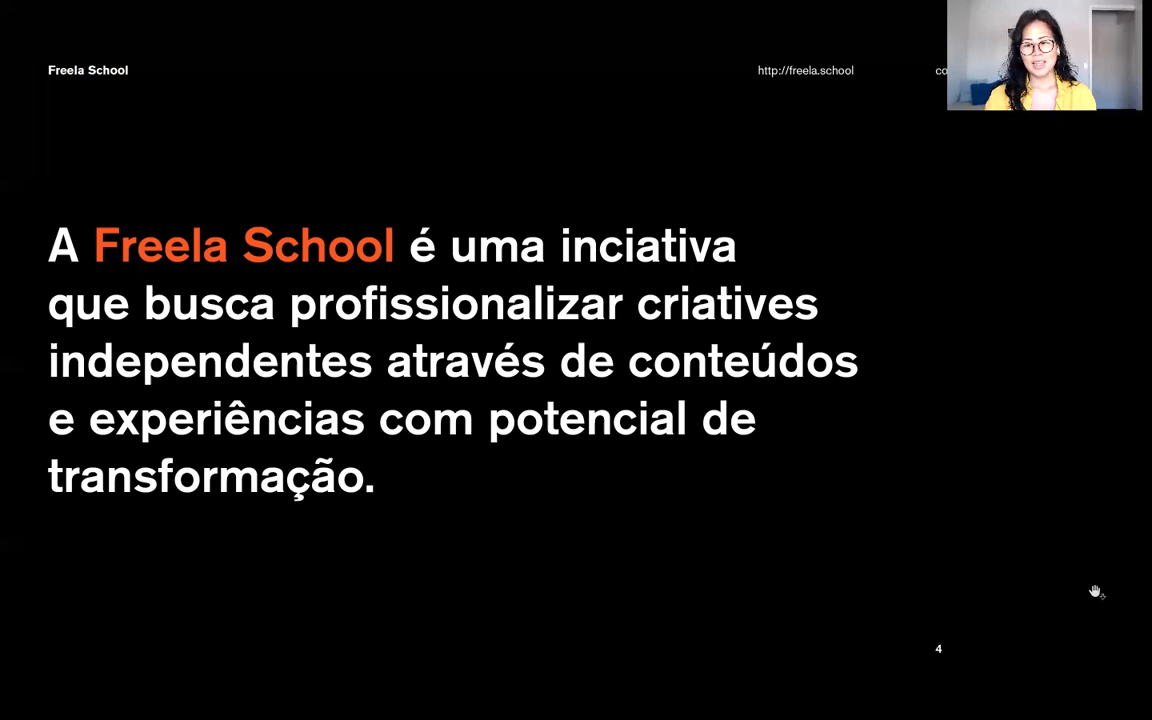 Freela School
http://freela.school
co
A Freela School é uma inciativa
que busca profissionalizar criatives
independentes através de conteúdos
e experiências com potencial de
transformação.
4